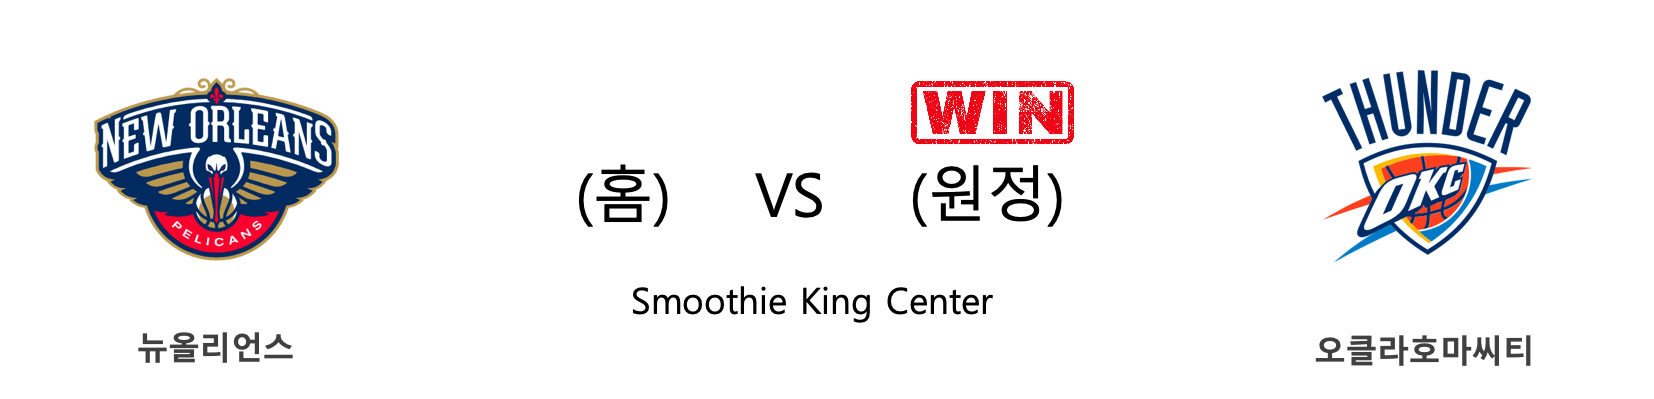 NEW ORLEANS
PELICANS
뉴올리언스
WIN
(홈) VS (원정)
Smoothie King Center
THUNDER
OKC
오클라호마씨티